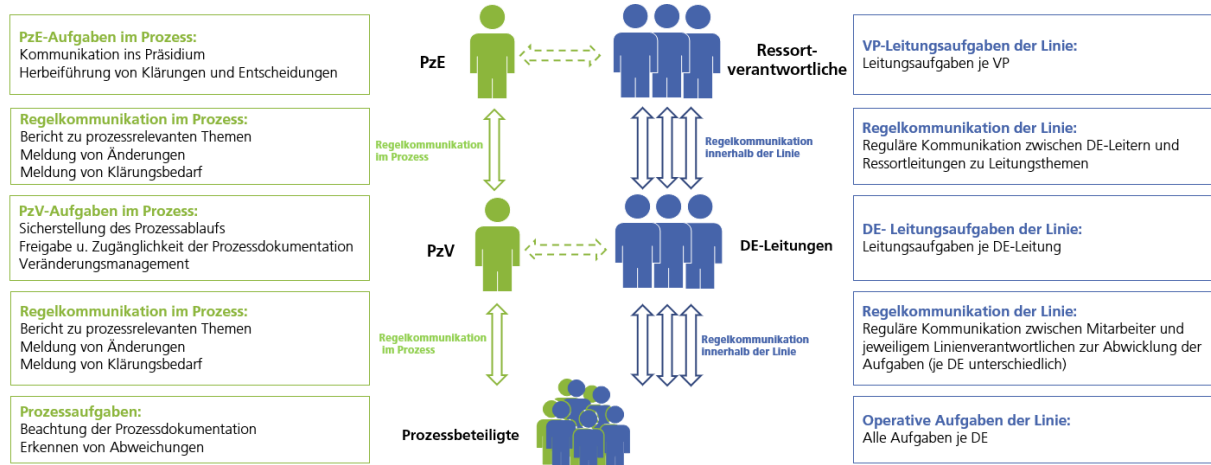 PzE-Aufgaben im Prozess:
Kommunikation ins Präsidium
Herbeiführung von Klärungen und Entscheidungen
Regelkommunikation im Prozess:
Bericht zu prozessrelevanten Themen
Meldung von Änderungen
Meldung von Klärungsbedarf
PzV-Aufgaben im Prozess:
Sicherstellung des Prozessablaufs
Freigabe u. Zugänglichkeit der Prozessdokumentation
Veränderungsmanagement
Regelkommunikation im Prozess:
Bericht zu prozessrelevanten Themen
Meldung von Änderungen
Meldung von Klärungsbedarf
Prozessaufgaben:
Beachtung der Prozessdokumentation
Erkennen von Abweichungen
PzE
Ressort-
verantwortliche
Regelkommunikation
im Prozess
Regelkommunikation
innerhalb der Linie
PzV
DE-Leitungen
Regelkommunikation
im Prozess
Regelkommunikation
innerhalb der Linie
Prozessbeteiligte
VP-Leitungsaufgaben der Linie:
Leitungsaufgaben je VP
Regelkommunikation der Linie:
Reguläre Kommunikation zwischen DE-Leitern und
Ressortleitungen zu Leitungsthemen
DE- Leitungsaufgaben der Linie:
Leitungsaufgaben je DE-Leitung
Regelkommunikation der Linie:
Reguläre Kommunikation zwischen Mitarbeiter und
jeweiligem Linienverantwortlichen zur Abwicklung der
Aufgaben (je DE unterschiedlich)
Operative Aufgaben der Linie:
Alle Aufgaben je DE